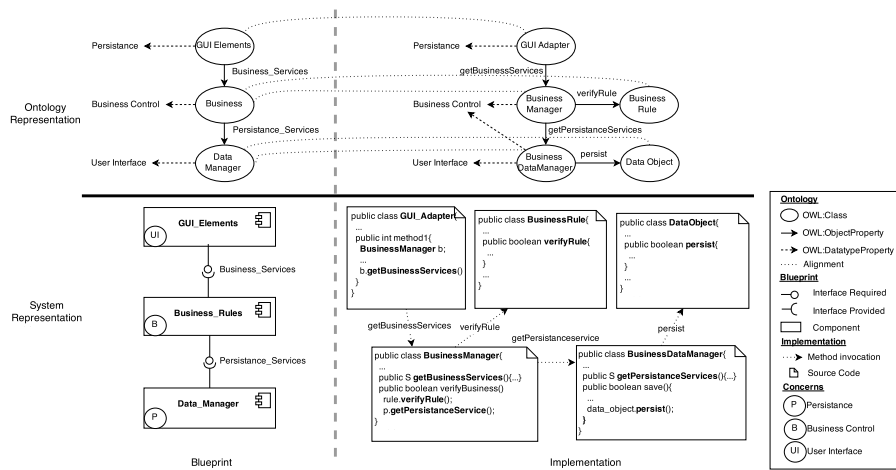 Persistance
GUI Elements
Business_Services
Business Control
Business
Persistance_Services
User Interface
Data
Manager
Ontology
Representation
Persistance
GUI Adapter
getBusinessServices
Business Control
Business
Manager
verifyRule
Business
Rule
getPersistanceServices
User Interface
Business
DataManager
persist
Data Object
GUI_Elements
UI
Business_Services
Business_Rules
B
Persistance_Services
Data_Manager
P
System
Representation
Blueprint
public class GUI_Adapter{
...
public int method1{
BusinessManager b;
...
b.getBusinessServices()
}
}
public class BusinessRule{
...
public boolean verifyRule{
...
}
...
}
public class DataObject{
...
public boolean persist{
...
}
...
}
getBusinessServices
verifyRule
getPersistanceservice
persist
public class BusinessManager{
...
public S getBusinessServices(){...}
public boolean verifyBusiness()
rule.verifyRule();
p.getPersistanceService();
}
public class BusinessDataManager{
...
public S getPersistanceServices(){...}
public boolean save(){
...
data_object.persist();
}
}
Implementation
Ontology
OWL:Class
OWL:ObjectProperty
OWL:DatatypeProperty
Alignment
Blueprint
Interface Required
Interface Provided
Component
Implementation
Method invocation
Source Code
Concerns
P Persistance
B Business Control
UI User Interface